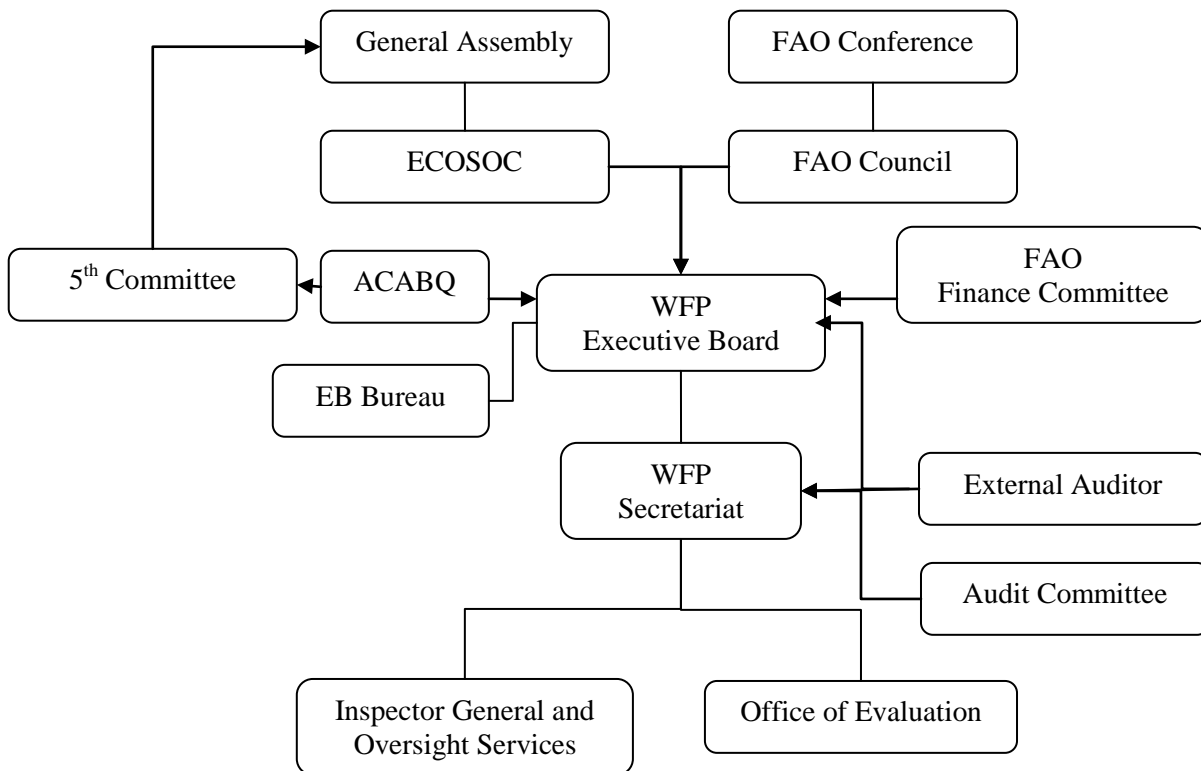 General Assembly
FAO Conference
ECOSOC
FAO Council
5th Committee
ACABQ
WFP
Executive Board
FAO
Finance Committee
EB Bureau
WFP
Secretariat
External Auditor
Audit Committee
Inspector General and
Oversight Services
Office of Evaluation